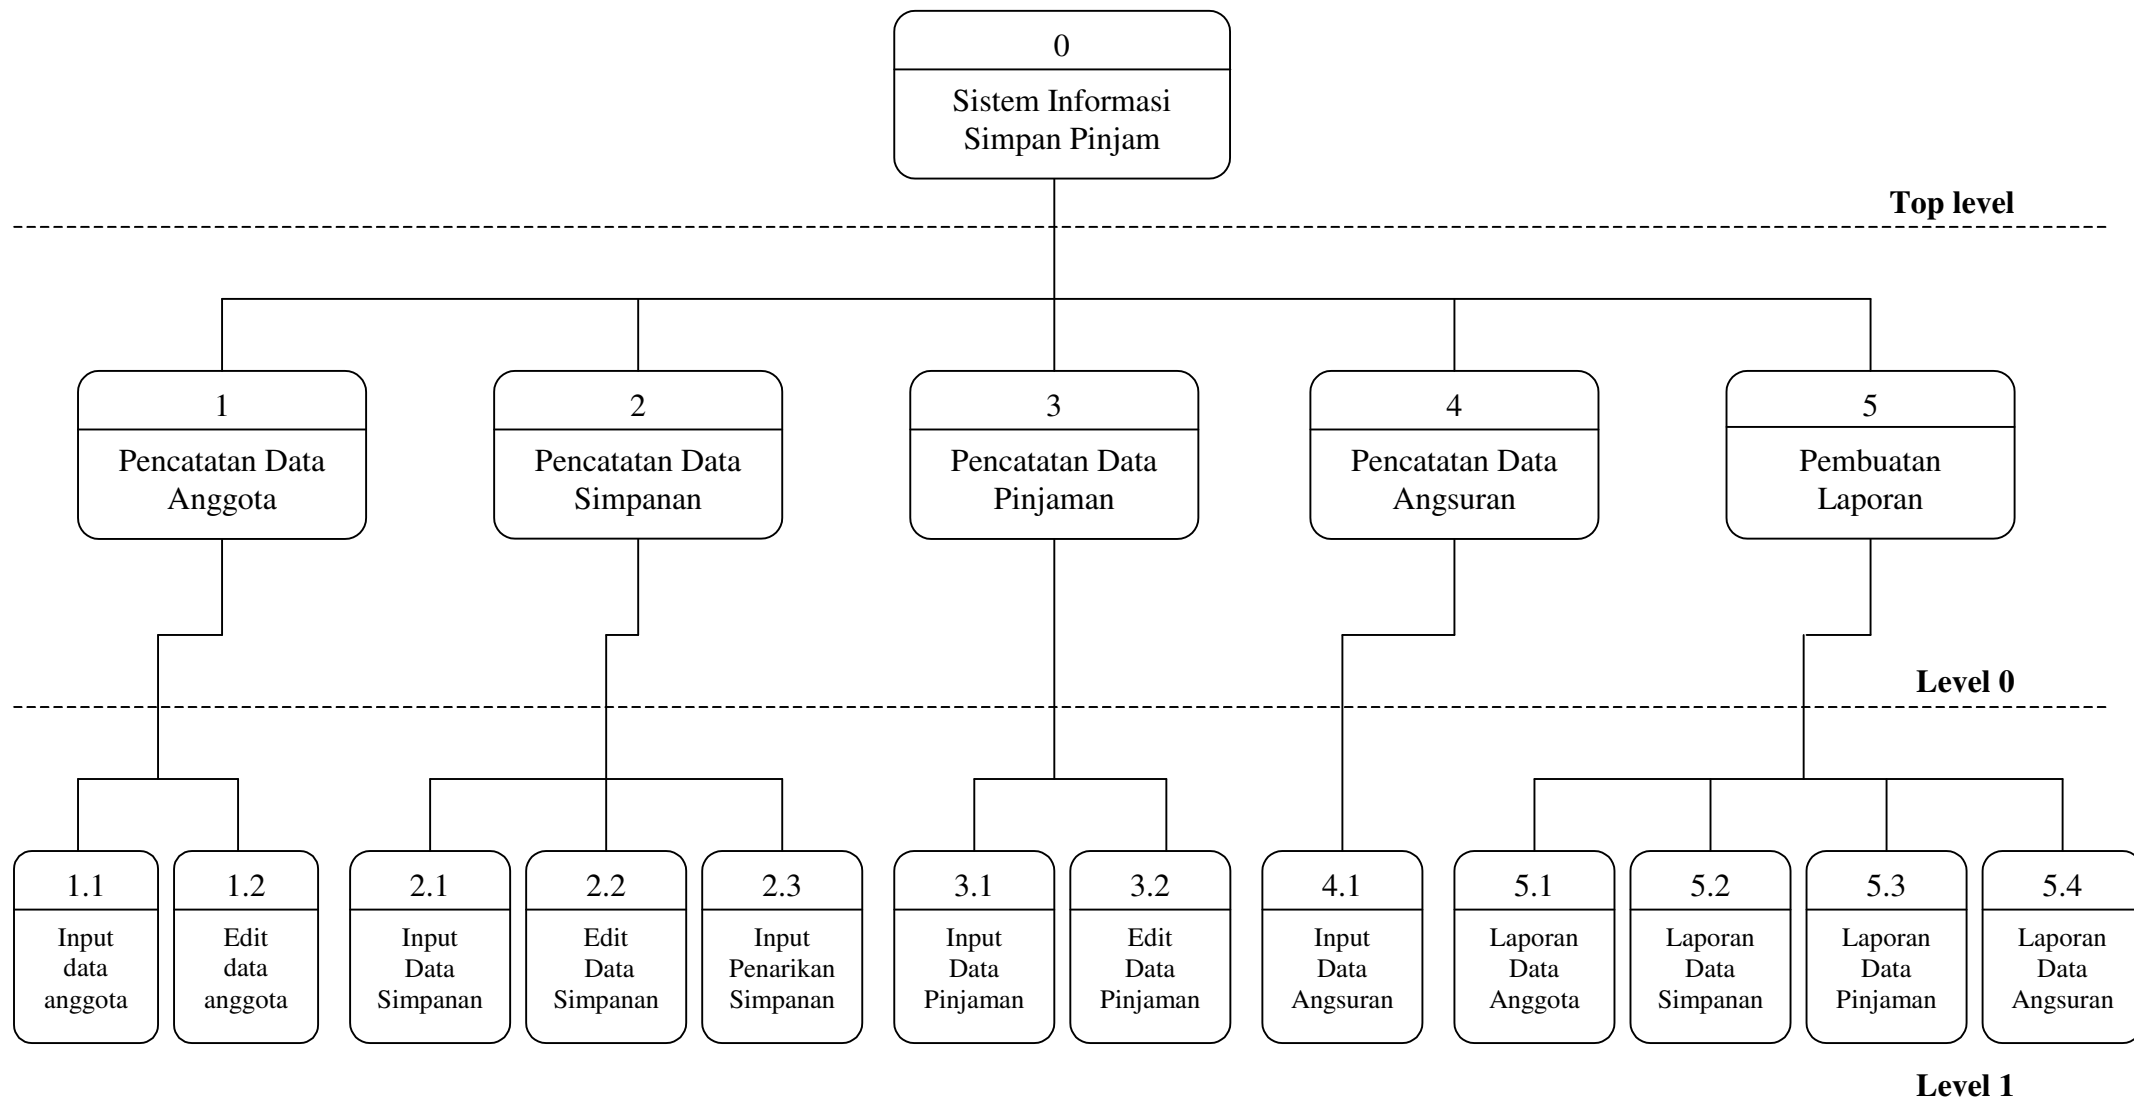 0
Sistem Informasi
Simpan Pinjam
Top level
1
Pencatatan Data
Anggota
2
Pencatatan Data
Simpanan
3
Pencatatan Data
Pinjaman
4
Pencatatan Data
Angsuran
5
Pembuatan
Laporan
Level 0
1.1
Input
data
anggota
1.2
Edit
data
anggota
2.1
Input
Data
Simpanan
2.2
Edit
Data
Simpanan
2.3
Input
Penarikan
Simpanan
3.1
Input
Data
Pinjaman
3.2
Edit
Data
Pinjaman
4.1
Input
Data
Angsuran
5.1
Laporan
Data
Anggota
5.2
Laporan
Data
Simpanan
5.3
Laporan
Data
Pinjaman
5.4
Laporan
Data
Angsuran
Level 1